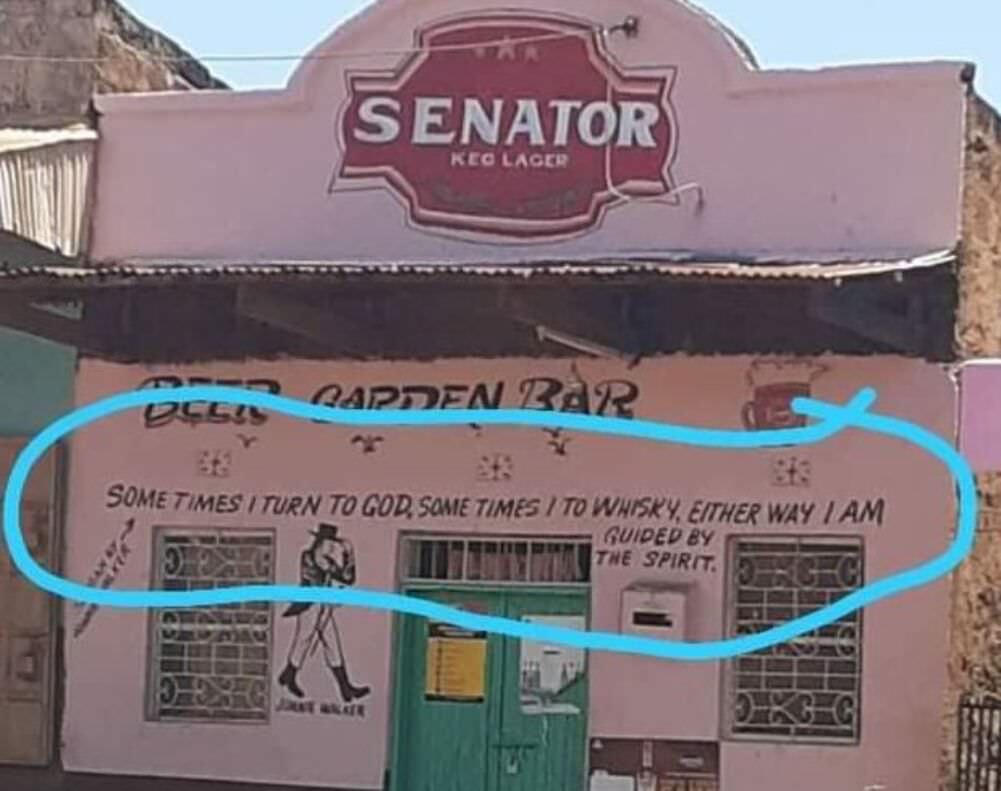 SENATOR
KEG LAGER
BEER GARDEN BAR
SOME TIMES I TURN TO GOD, SOME TIMES I TO WHISKY, EITHER WAY I AM
GUIDED BY
THE SPIRIT.
JONNIE WALKER